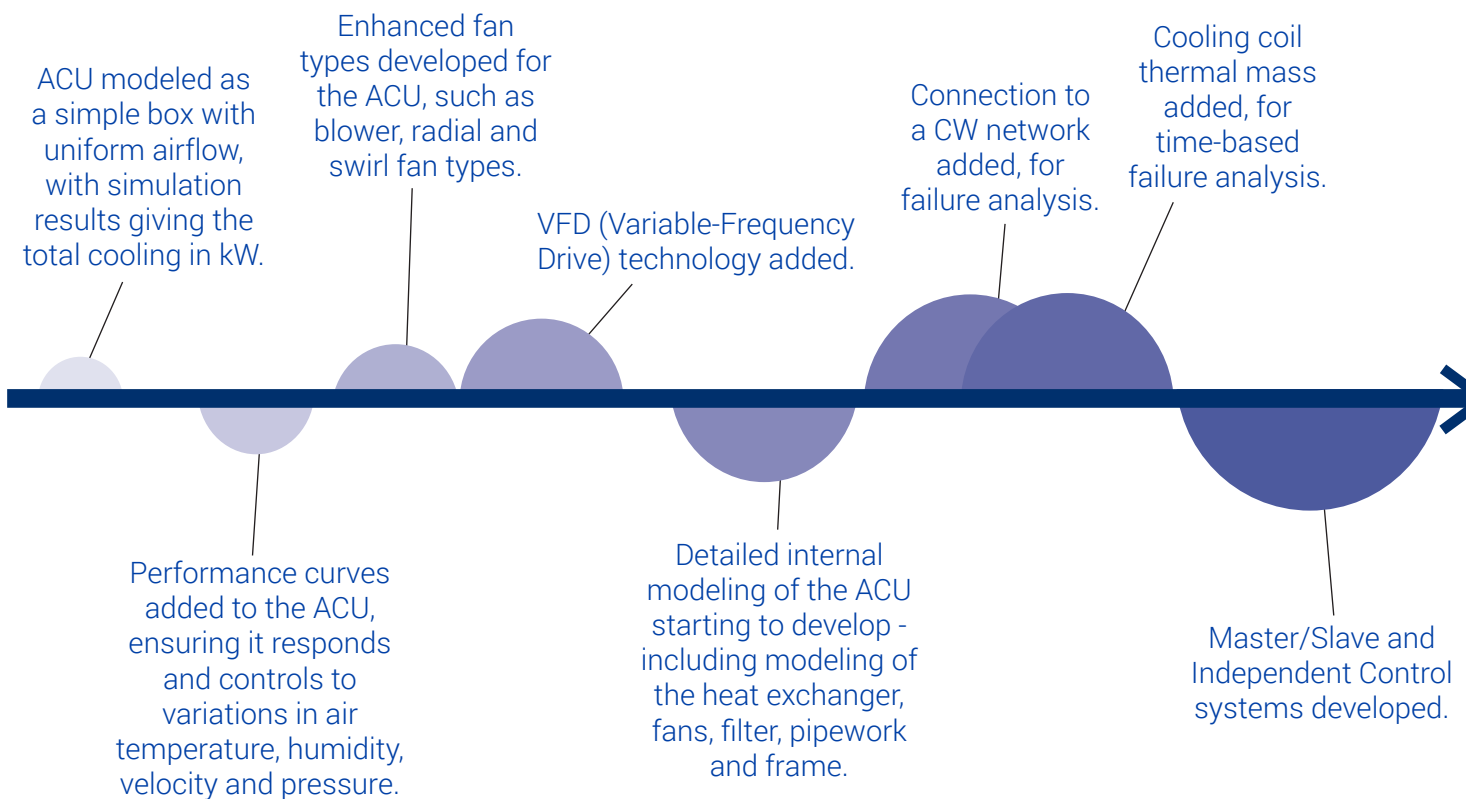 ACU modeled as
a simple box with
uniform airflow,
with simulation
results giving the
total cooling in kW.
Performance curves
added to the ACU,
ensuring it responds
and controls to
variations in air
temperature, humidity,
velocity and pressure.
Enhanced fan
types developed for
the ACU, such as
blower, radial and
swirl fan types.
VFD (Variable-Frequency
Drive) technology added.
Detailed internal
modeling of the ACU
starting to develop -
including modeling of
the heat exchanger,
fans, filter, pipework
and frame.
Connection to
a CW network
added, for
failure analysis.
Cooling coil
thermal mass
added, for
time-based
failure analysis.
Master/Slave and
Independent Control
systems developed.